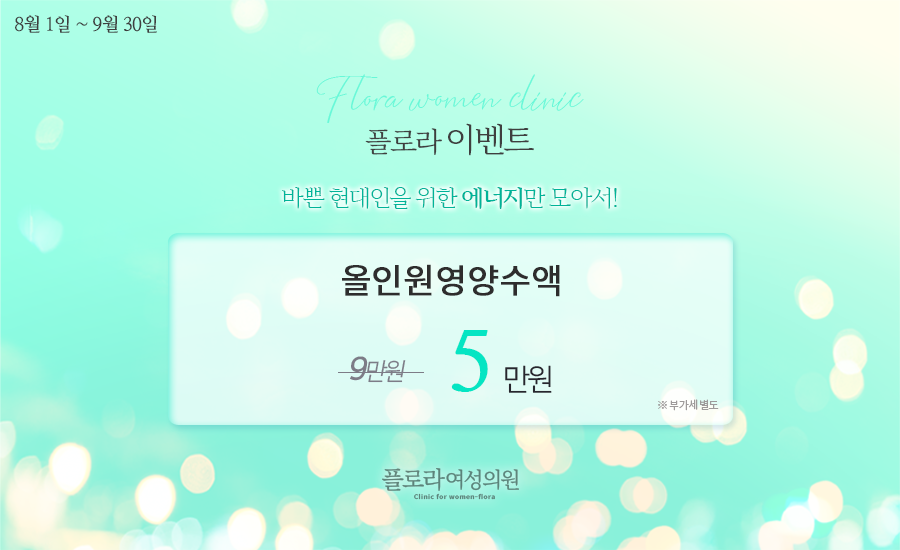 8월 1일 ~ 9월 30일
Flora women clinic
플로라 이벤트
바쁜 현대인을 위한 에너지만 모아서!
올인원영양수액
9만원 5 만원
※ 부가세 별도
플로라여성의원
Clinic for women-flora